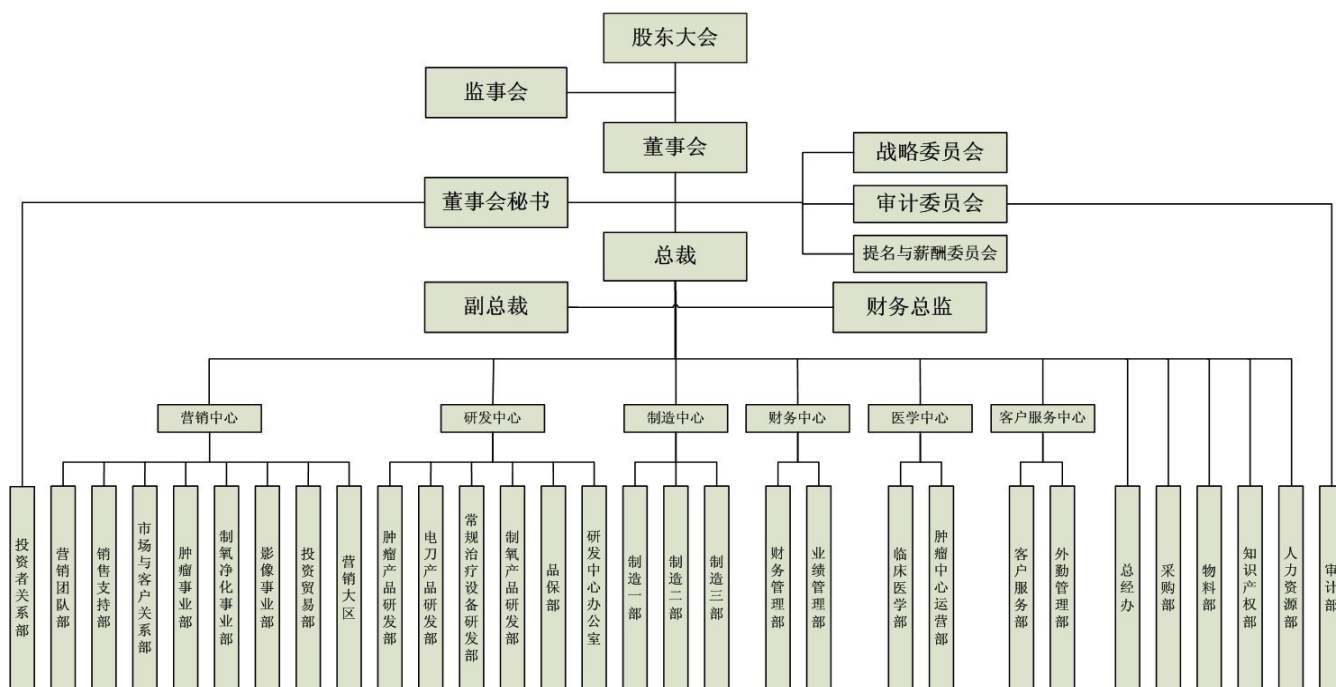 股东大会
监事会
董事会
战略委员会
董事会秘书
审计委员会
总裁
提名与薪酬委员会
副总裁
财务总监
营销中心
研发中心
制造中心
财务中心
医学中心
客户服务中心
投资者关系部
营销团队部
销售支持部
市场与客户关系部
肿瘤事业部
制氧净化事业部
影像事业部
投资贸易部
营销大区
肿瘤产品研发部
电刀产品研发部
常规治疗设备研发部
制氧产品研发部
品保部
研发中心办公室
制造一部
制造二部
制造三部
财务管理部
业绩管理部
临床医学部
肿瘤中心运营部
客户服务部
外勤管理部
总经办
采购部
物料部
知识产权部
人力资源部
审计部